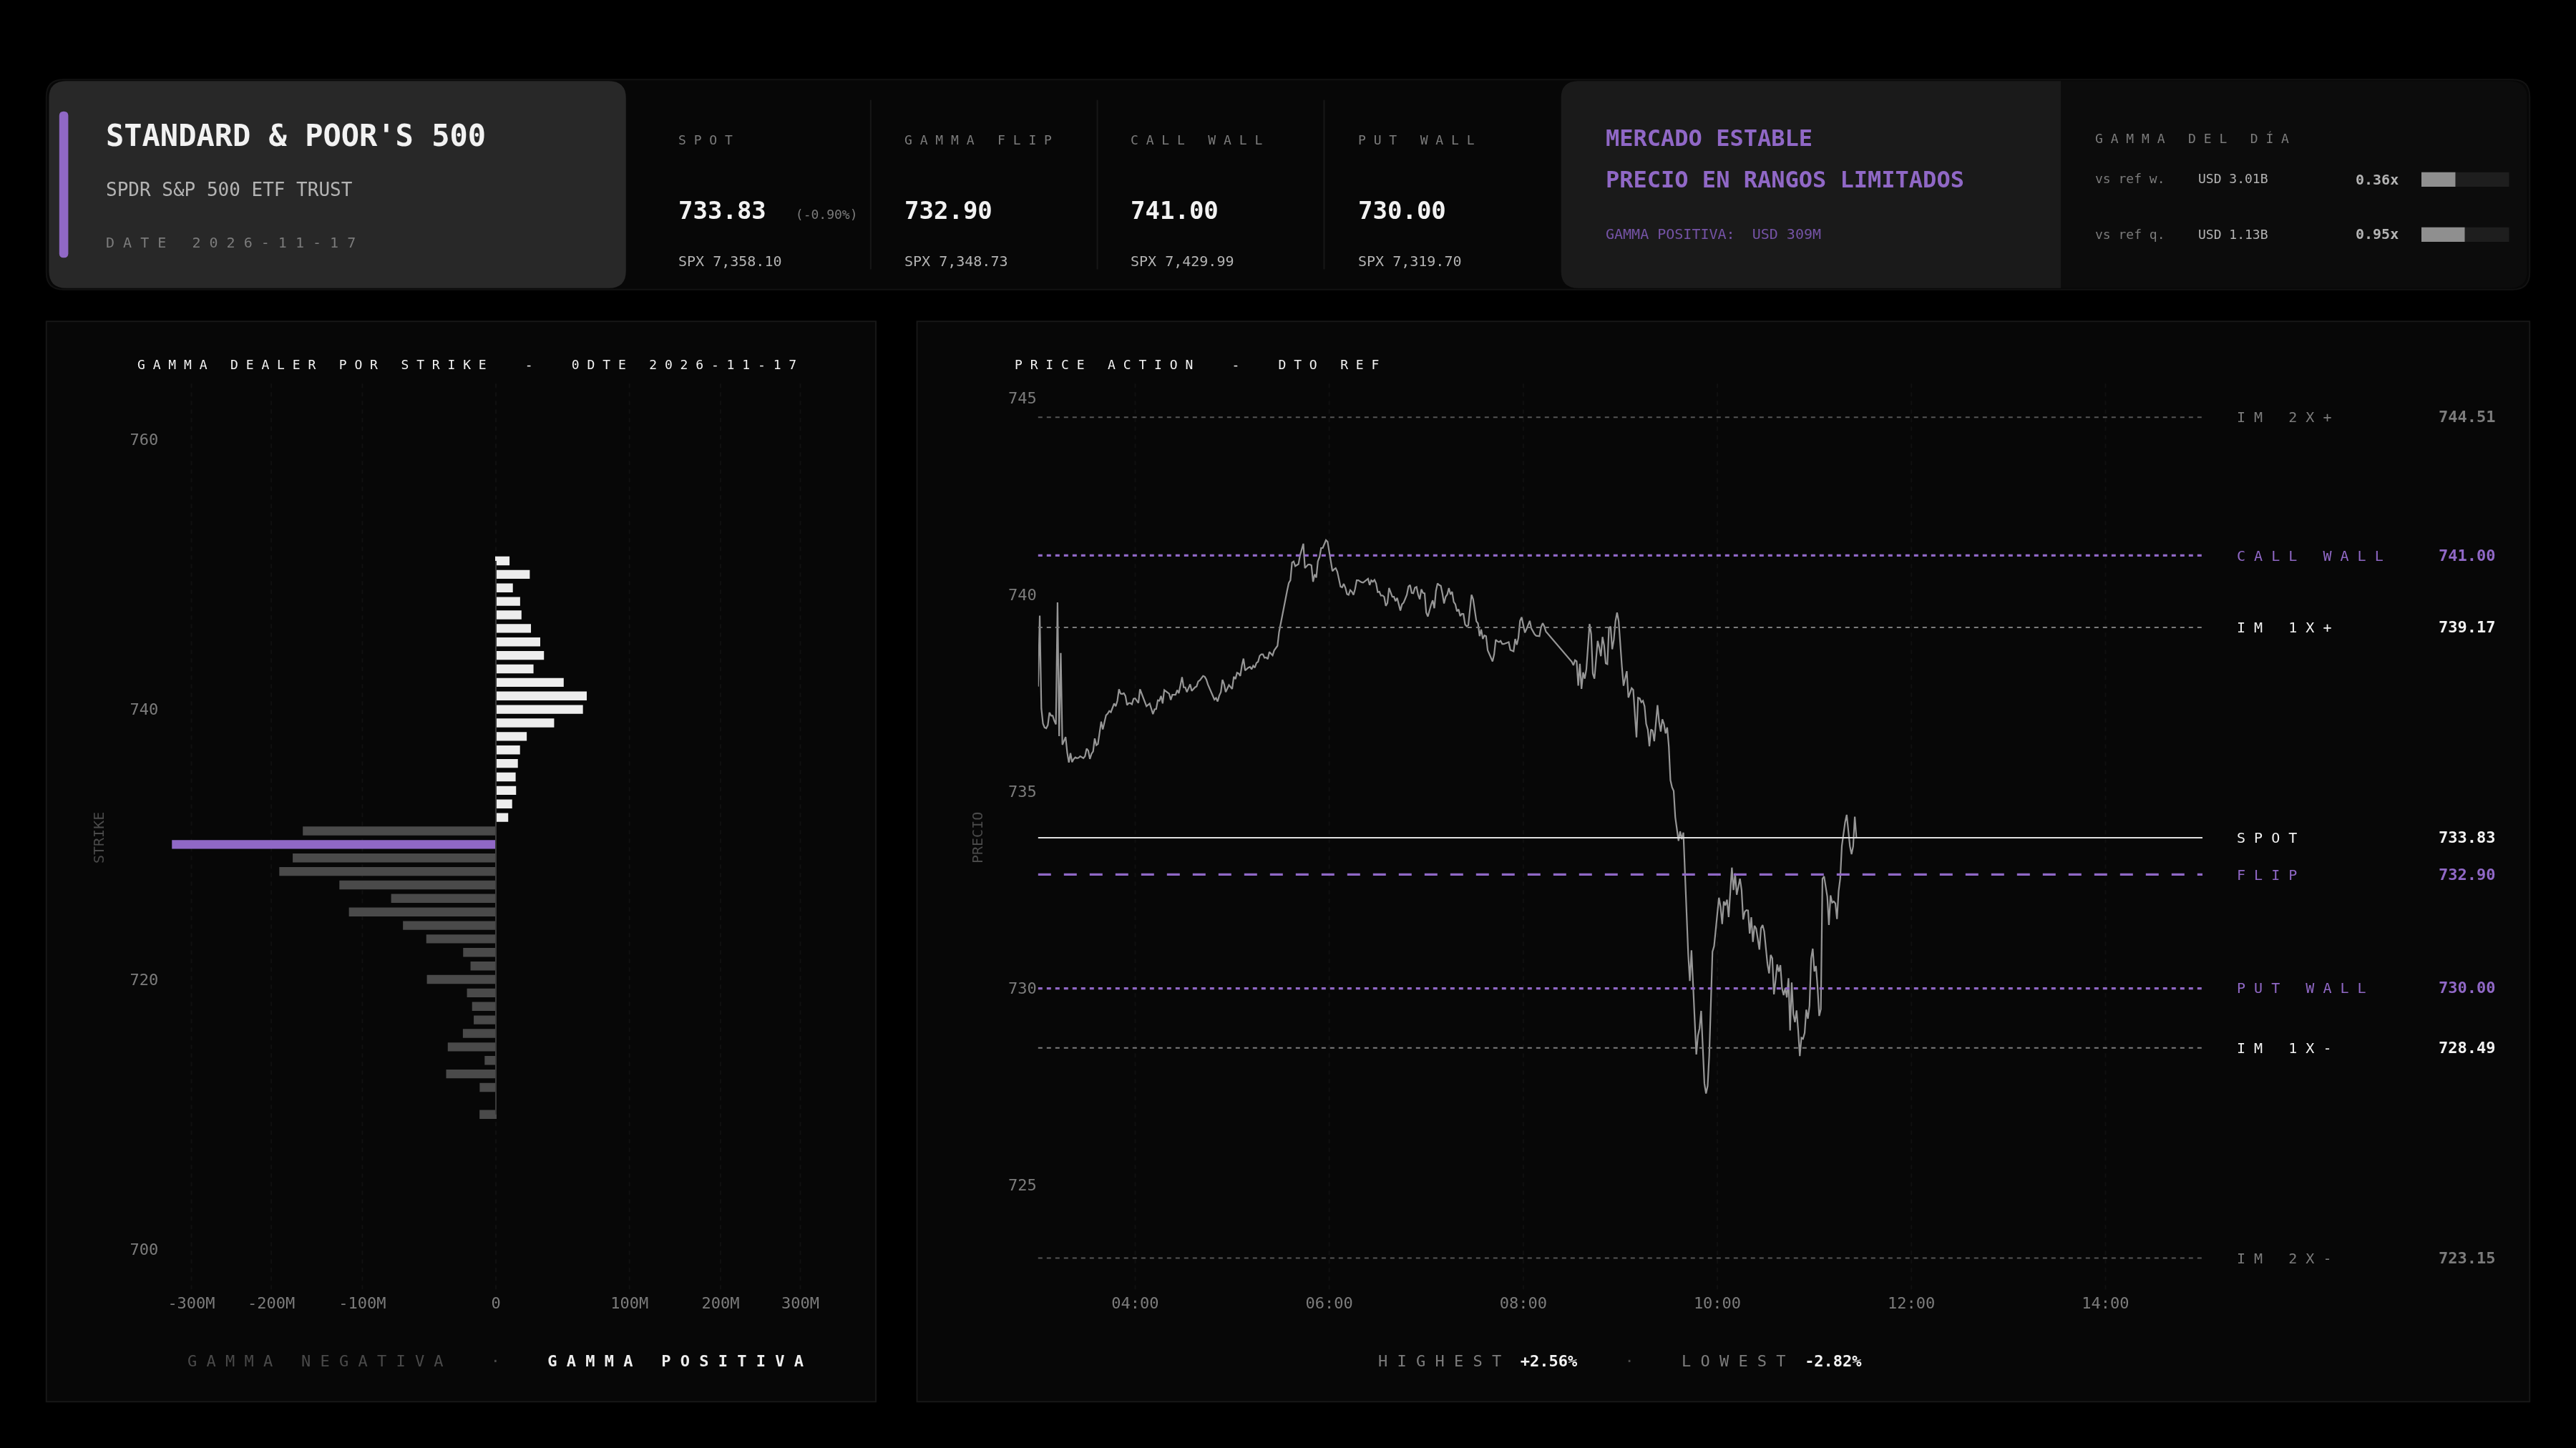 STANDARD & POOR'S 500
SPDR S&P 500 ETF TRUST
DATE 2026-11-17
SPOT
733.83 (-0.90%)
SPX 7,358.10
GAMMA FLIP
732.90
SPX 7,348.73
CALL WALL
741.00
SPX 7,429.99
PUT WALL
730.00
SPX 7,319.70
MERCADO ESTABLE
PRECIO EN RANGOS LIMITADOS
GAMMA POSITIVA: USD 309M
GAMMA DEL DÍA
vs ref w. USD 3.01B 0.36x
vs ref q. USD 1.13B 0.95x
GAMMA DEALER POR STRIKE - 0DTE 2026-11-17
760
740
720
700
STRIKE
-300M -200M -100M 0 100M 200M 300M
GAMMA NEGATIVA · GAMMA POSITIVA
PRICE ACTION - DTO REF
745
740
735
730
725
PRECIO
IM 2X+ 744.51
CALL WALL 741.00
IM 1X+ 739.17
SPOT 733.83
FLIP 732.90
PUT WALL 730.00
IM 1X- 728.49
IM 2X- 723.15
04:00 06:00 08:00 10:00 12:00 14:00
HIGHEST +2.56% · LOWEST -2.82%